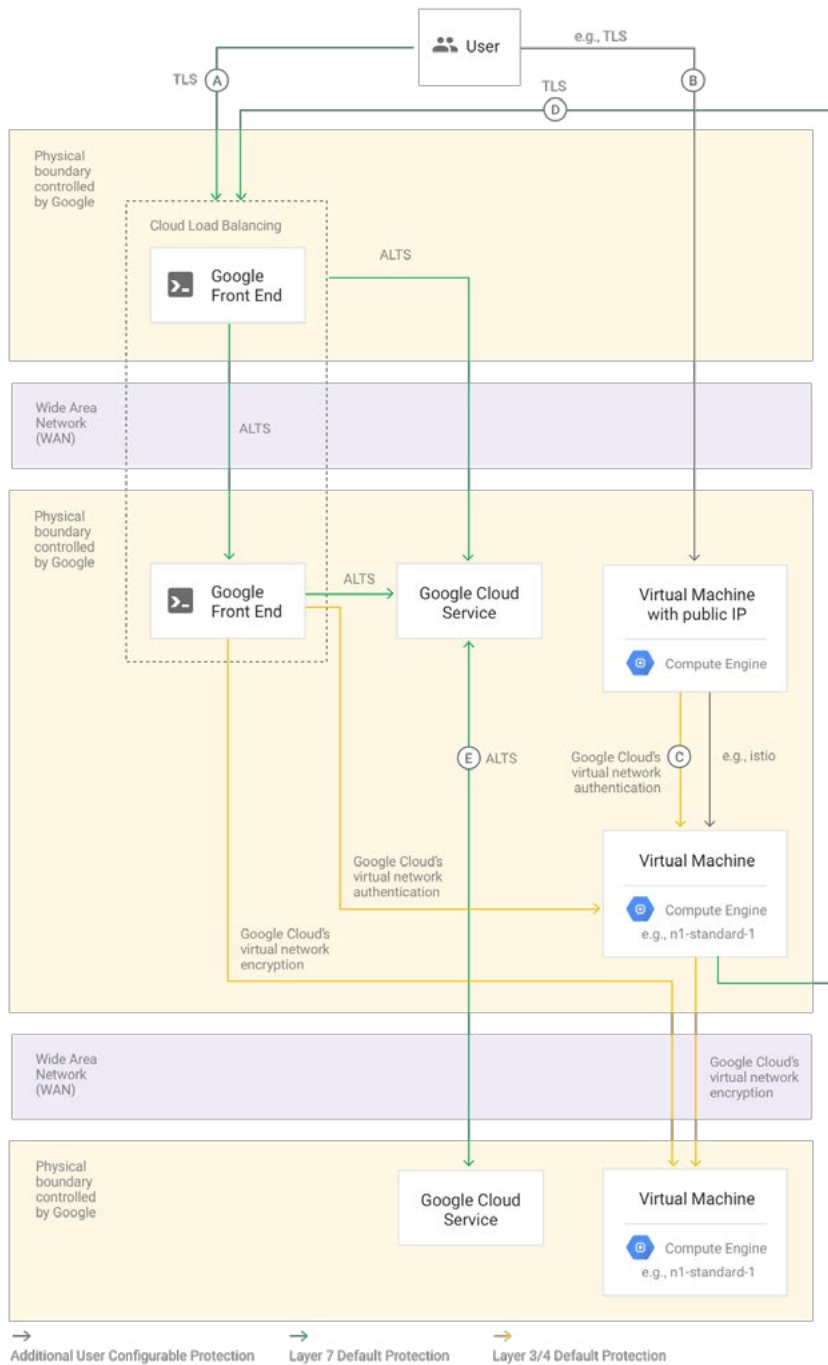 User
e.g., TLS
TLS
A
B
TLS
D
Physical
boundary
controlled
by Google
Cloud Load Balancing
Google
Front End
ALTS
Wide Area
Network
(WAN)
ALTS
Physical
boundary
controlled
by Google
Google
Front End
ALTS
Google Cloud
Service
Virtual Machine
with public IP
Compute Engine
E
ALTS
Google Cloud's
virtual network
authentication
C
e.g., istio
Google Cloud's
virtual network
authentication
Virtual Machine
Compute Engine
e.g., n1-standard-1
Google Cloud's
virtual network
encryption
Wide Area
Network
(WAN)
Google Cloud's
virtual network
encryption
Physical
boundary
controlled
by Google
Google Cloud
Service
Virtual Machine
Compute Engine
e.g., n1-standard-1
Additional User Configurable Protection
Layer 7 Default Protection
Layer 3/4 Default Protection